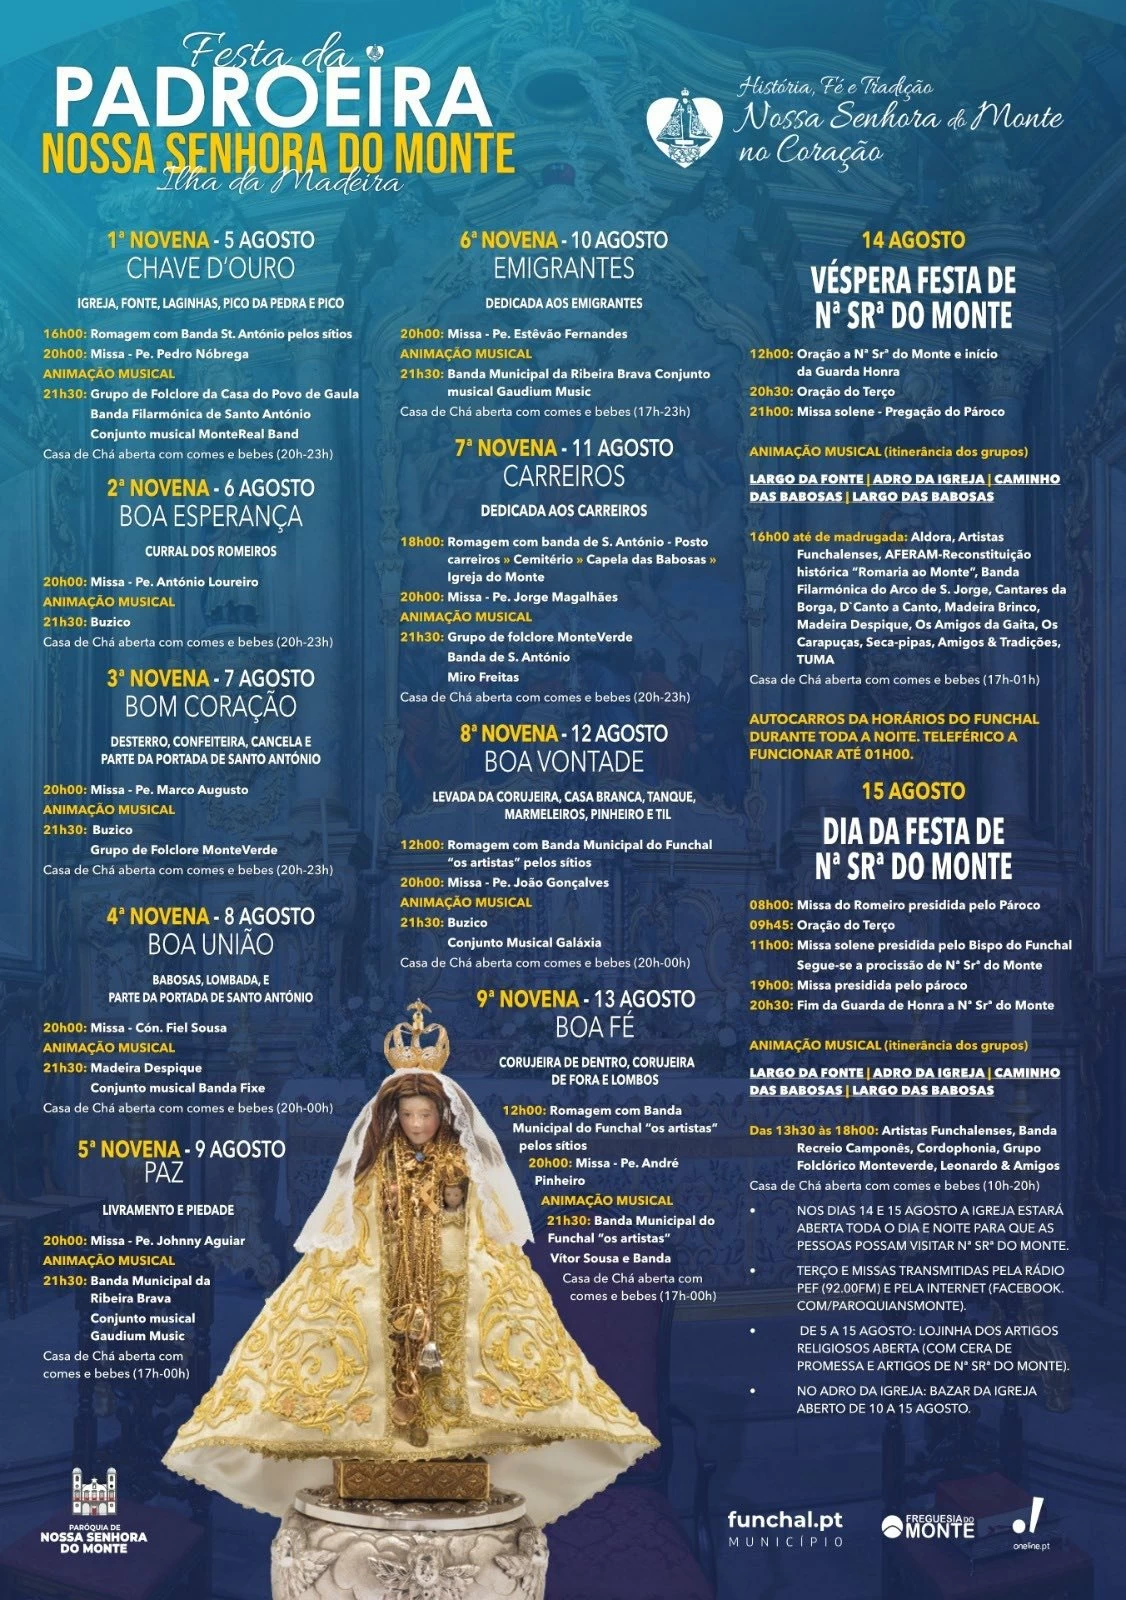 Festa da
PADROEIRA
NOSSA SENHORA DO MONTE
Ilha da Madeira
História, Fé e Tradição
Nossa Senhora do Monte
no Coração
1ª NOVENA - 5 AGOSTO
CHAVE D'OURO
IGREJA, FONTE, LAGINHAS, PICO DA PEDRA E PICO
16h00: Romagem com Banda St. António pelos sítios
20h00: Missa - Pe. Pedro Nóbrega
ANIMAÇÃO MUSICAL
21h30: Grupo de Folclore da Casa do Povo de Gaula
Banda Filarmónica de Santo António
Conjunto musical MonteReal Band
Casa de Chá aberta com comes e bebes (20h-23h)
2ª NOVENA - 6 AGOSTO
BOA ESPERANÇA
CURRAL DOS ROMEIROS
20h00: Missa - Pe. António Loureiro
ANIMAÇÃO MUSICAL
21h30: Buzico
Casa de Chá aberta com comes e bebes (20h-23h)
3ª NOVENA - 7 AGOSTO
BOM CORAÇÃO
DESTERRO, CONFEITEIRA, CANCELA E
PARTE DA PORTADA DE SANTO ANTÓNIO
20h00: Missa - Pe. Marco Augusto
ANIMAÇÃO MUSICAL
21h30: Buzico
Grupo de Folclore MonteVerde
Casa de Chá aberta com comes e bebes (20h-23h)
4ª NOVENA - 8 AGOSTO
BOA UNIÃO
BABOSAS, LOMBADA, E
PARTE DA PORTADA DE SANTO ANTÓNIO
20h00: Missa - Cón. Fiel Sousa
ANIMAÇÃO MUSICAL
21h30: Madeira Despique
Conjunto musical Banda Fixe
Casa de Chá aberta com comes e bebes (20h-00h)
5ª NOVENA - 9 AGOSTO
PAZ
LIVRAMENTO E PIEDADE
20h00: Missa - Pe. Johnny Aguiar
ANIMAÇÃO MUSICAL
21h30: Banda Municipal da
Ribeira Brava
Conjunto musical
Gaudium Music
Casa de Chá aberta com
comes e bebes (17h-00h)
6ª NOVENA - 10 AGOSTO
EMIGRANTES
DEDICADA AOS EMIGRANTES
20h00: Missa - Pe. Estêvão Fernandes
ANIMAÇÃO MUSICAL
21h30: Banda Municipal da Ribeira Brava Conjunto
musical Gaudium Music
Casa de Chá aberta com comes e bebes (17h-23h)
7ª NOVENA - 11 AGOSTO
CARREIROS
DEDICADA AOS CARREIROS
18h00: Romagem com banda de S. António - Posto
carreiros » Cemitério » Capela das Babosas »
Igreja do Monte
20h00: Missa - Pe. Jorge Magalhães
ANIMAÇÃO MUSICAL
21h30: Grupo de folclore MonteVerde
Banda de S. António
Miro Freitas
Casa de Chá aberta com comes e bebes (20h-23h)
8ª NOVENA - 12 AGOSTO
BOA VONTADE
LEVADA DA CORUJEIRA, CASA BRANCA, TANQUE,
MARMELEIROS, PINHEIRO E TIL
12h00: Romagem com Banda Municipal do Funchal
"os artistas" pelos sítios
20h00: Missa - Pe. João Gonçalves
ANIMAÇÃO MUSICAL
21h30: Buzico
Conjunto Musical Galáxia
Casa de Chá aberta com comes e bebes (20h-00h)
9ª NOVENA - 13 AGOSTO
BOA FÉ
CORUJEIRA DE DENTRO, CORUJEIRA
DE FORA E LOMBOS
12h00: Romagem com Banda
Municipal do Funchal "os artistas"
pelos sítios
20h00: Missa - Pe. André
Pinheiro
ANIMAÇÃO MUSICAL
21h30: Banda Municipal do
Funchal "os artistas"
Vítor Sousa e Banda
Casa de Chá aberta com
comes e bebes (17h-00h)
14 AGOSTO
VÉSPERA FESTA DE
Nª SRª DO MONTE
12h00: Oração a Nª Srª do Monte e início
da Guarda Honra
20h30: Oração do Terço
21h00: Missa solene - Pregação do Pároco
ANIMAÇÃO MUSICAL (itinerância dos grupos)
LARGO DA FONTE | ADRO DA IGREJA | CAMINHO
DAS BABOSAS | LARGO DAS BABOSAS
16h00 até de madrugada: Aldora, Artistas
Funchalenses, AFERAM-Reconstituição
histórica "Romaria ao Monte", Banda
Filarmónica do Arco de S. Jorge, Cantares da
Borga, D`Canto a Canto, Madeira Brinco,
Madeira Despique, Os Amigos da Gaita, Os
Carapuças, Seca-pipas, Amigos & Tradições,
TUMA
Casa de Chá aberta com comes e bebes (17h-01h)
AUTOCARROS DA HORÁRIOS DO FUNCHAL
DURANTE TODA A NOITE. TELEFÉRICO A
FUNCIONAR ATÉ 01H00.
15 AGOSTO
DIA DA FESTA DE
Nª SRª DO MONTE
08h00: Missa do Romeiro presidida pelo Pároco
09h45: Oração do Terço
11h00: Missa solene presidida pelo Bispo do Funchal
Segue-se a procissão de Nª Srª do Monte
19h00: Missa presidida pelo pároco
20h30: Fim da Guarda de Honra a Nª Srª do Monte
ANIMAÇÃO MUSICAL (itinerância dos grupos)
LARGO DA FONTE | ADRO DA IGREJA | CAMINHO
DAS BABOSAS | LARGO DAS BABOSAS
Das 13h30 às 18h00: Artistas Funchalenses, Banda
Recreio Camponês, Cordophonia, Grupo
Folclórico Monteverde, Leonardo & Amigos
Casa de Chá aberta com comes e bebes (10h-20h)
• NOS DIAS 14 E 15 AGOSTO A IGREJA ESTARÁ
ABERTA TODA O DIA E NOITE PARA QUE AS
PESSOAS POSSAM VISITAR Nª SRª DO MONTE.
• TERÇO E MISSAS TRANSMITIDAS PELA RÁDIO
PEF (92.00FM) E PELA INTERNET (FACEBOOK.
COM/PAROQUIANSMONTE).
• DE 5 A 15 AGOSTO: LOJINHA DOS ARTIGOS
RELIGIOSOS ABERTA (COM CERA DE
PROMESSA E ARTIGOS DE Nª SRª DO MONTE).
• NO ADRO DA IGREJA: BAZAR DA IGREJA
ABERTO DE 10 A 15 AGOSTO.
PARÓQUIA DE
NOSSA SENHORA
DO MONTE
funchal.pt
MUNICÍPIO
FREGUESIA DO
MONTE
oneline.pt